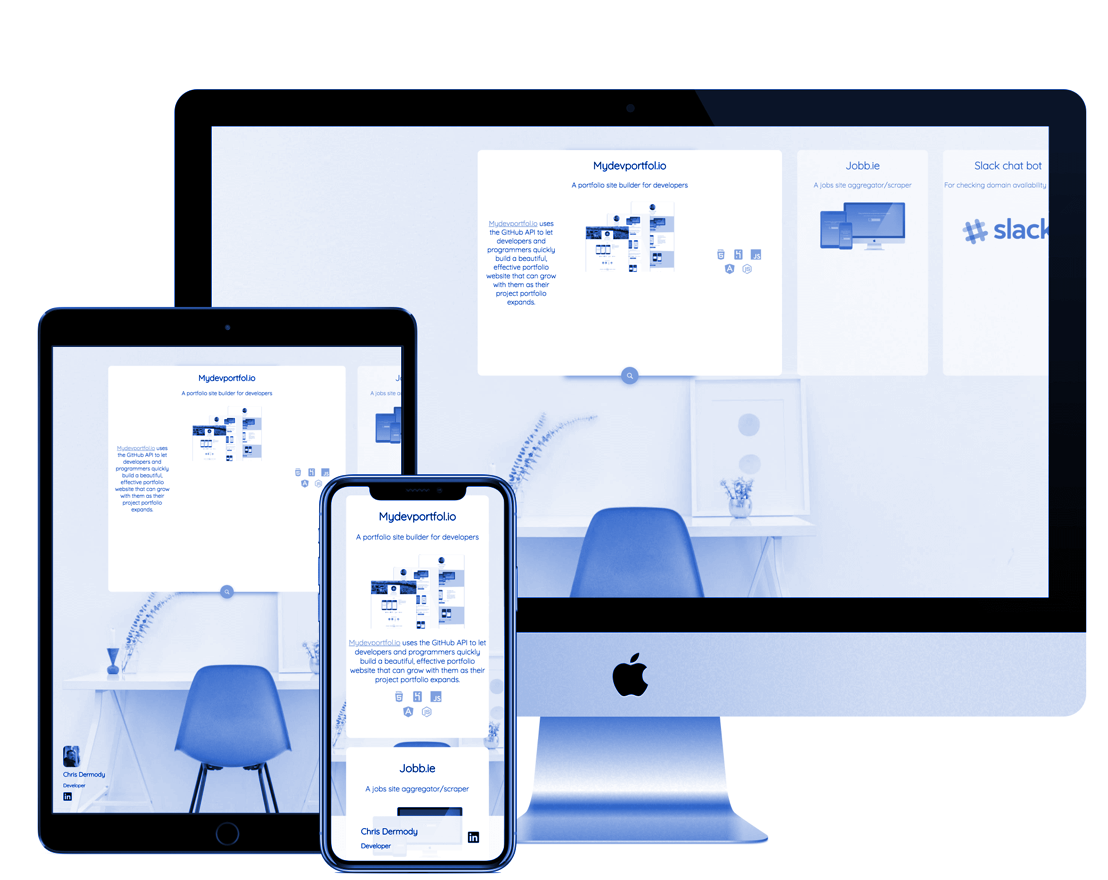 Mydevportfol.io
A portfolio site builder for developers
Mydevportfol.io uses
the GitHub API to let
developers and
programmers quickly
build a beautiful,
effective portfolio
website that can grow
with them as their
project portfolio
expands.
Jobb.ie
A jobs site aggregator/scraper
Slack chat bot
For checking domain availability
slack
Mydevportfol.io
A portfolio site builder for developers
Mydevportfol.io uses
the GitHub API to let
developers and
programmers quickly
build a beautiful,
effective portfolio
website that can grow
with them as their
project portfolio
expands.
J
A jobs site a
Chris Dermody
Developer
in
Mydevportfol.io
A portfolio site builder for developers
Mydevportfol.io uses the GitHub API to let
developers and programmers quickly
build a beautiful, effective portfolio
website that can grow with them as their
project portfolio expands.
JS
Jobb.ie
A jobs site aggregator/scraper
Chris Dermody
Developer
in